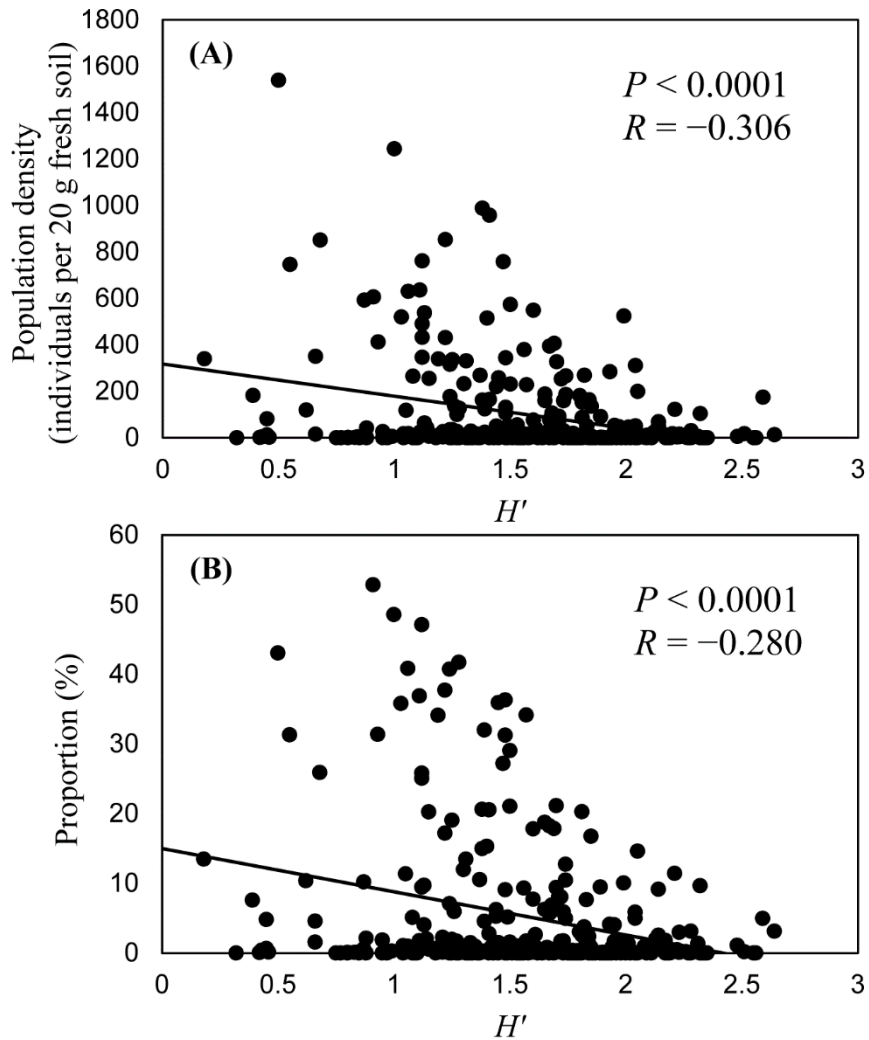 (A)
P < 0.0001
R = −0.306
Population density
(individuals per 20 g fresh soil)
1800
1600
1400
1200
1000
800
600
400
200
0
0 0.5 1 1.5 2 2.5 3
H'
(B)
P < 0.0001
R = −0.280
Proportion (%)
60
50
40
30
20
10
0
0 0.5 1 1.5 2 2.5 3
H'